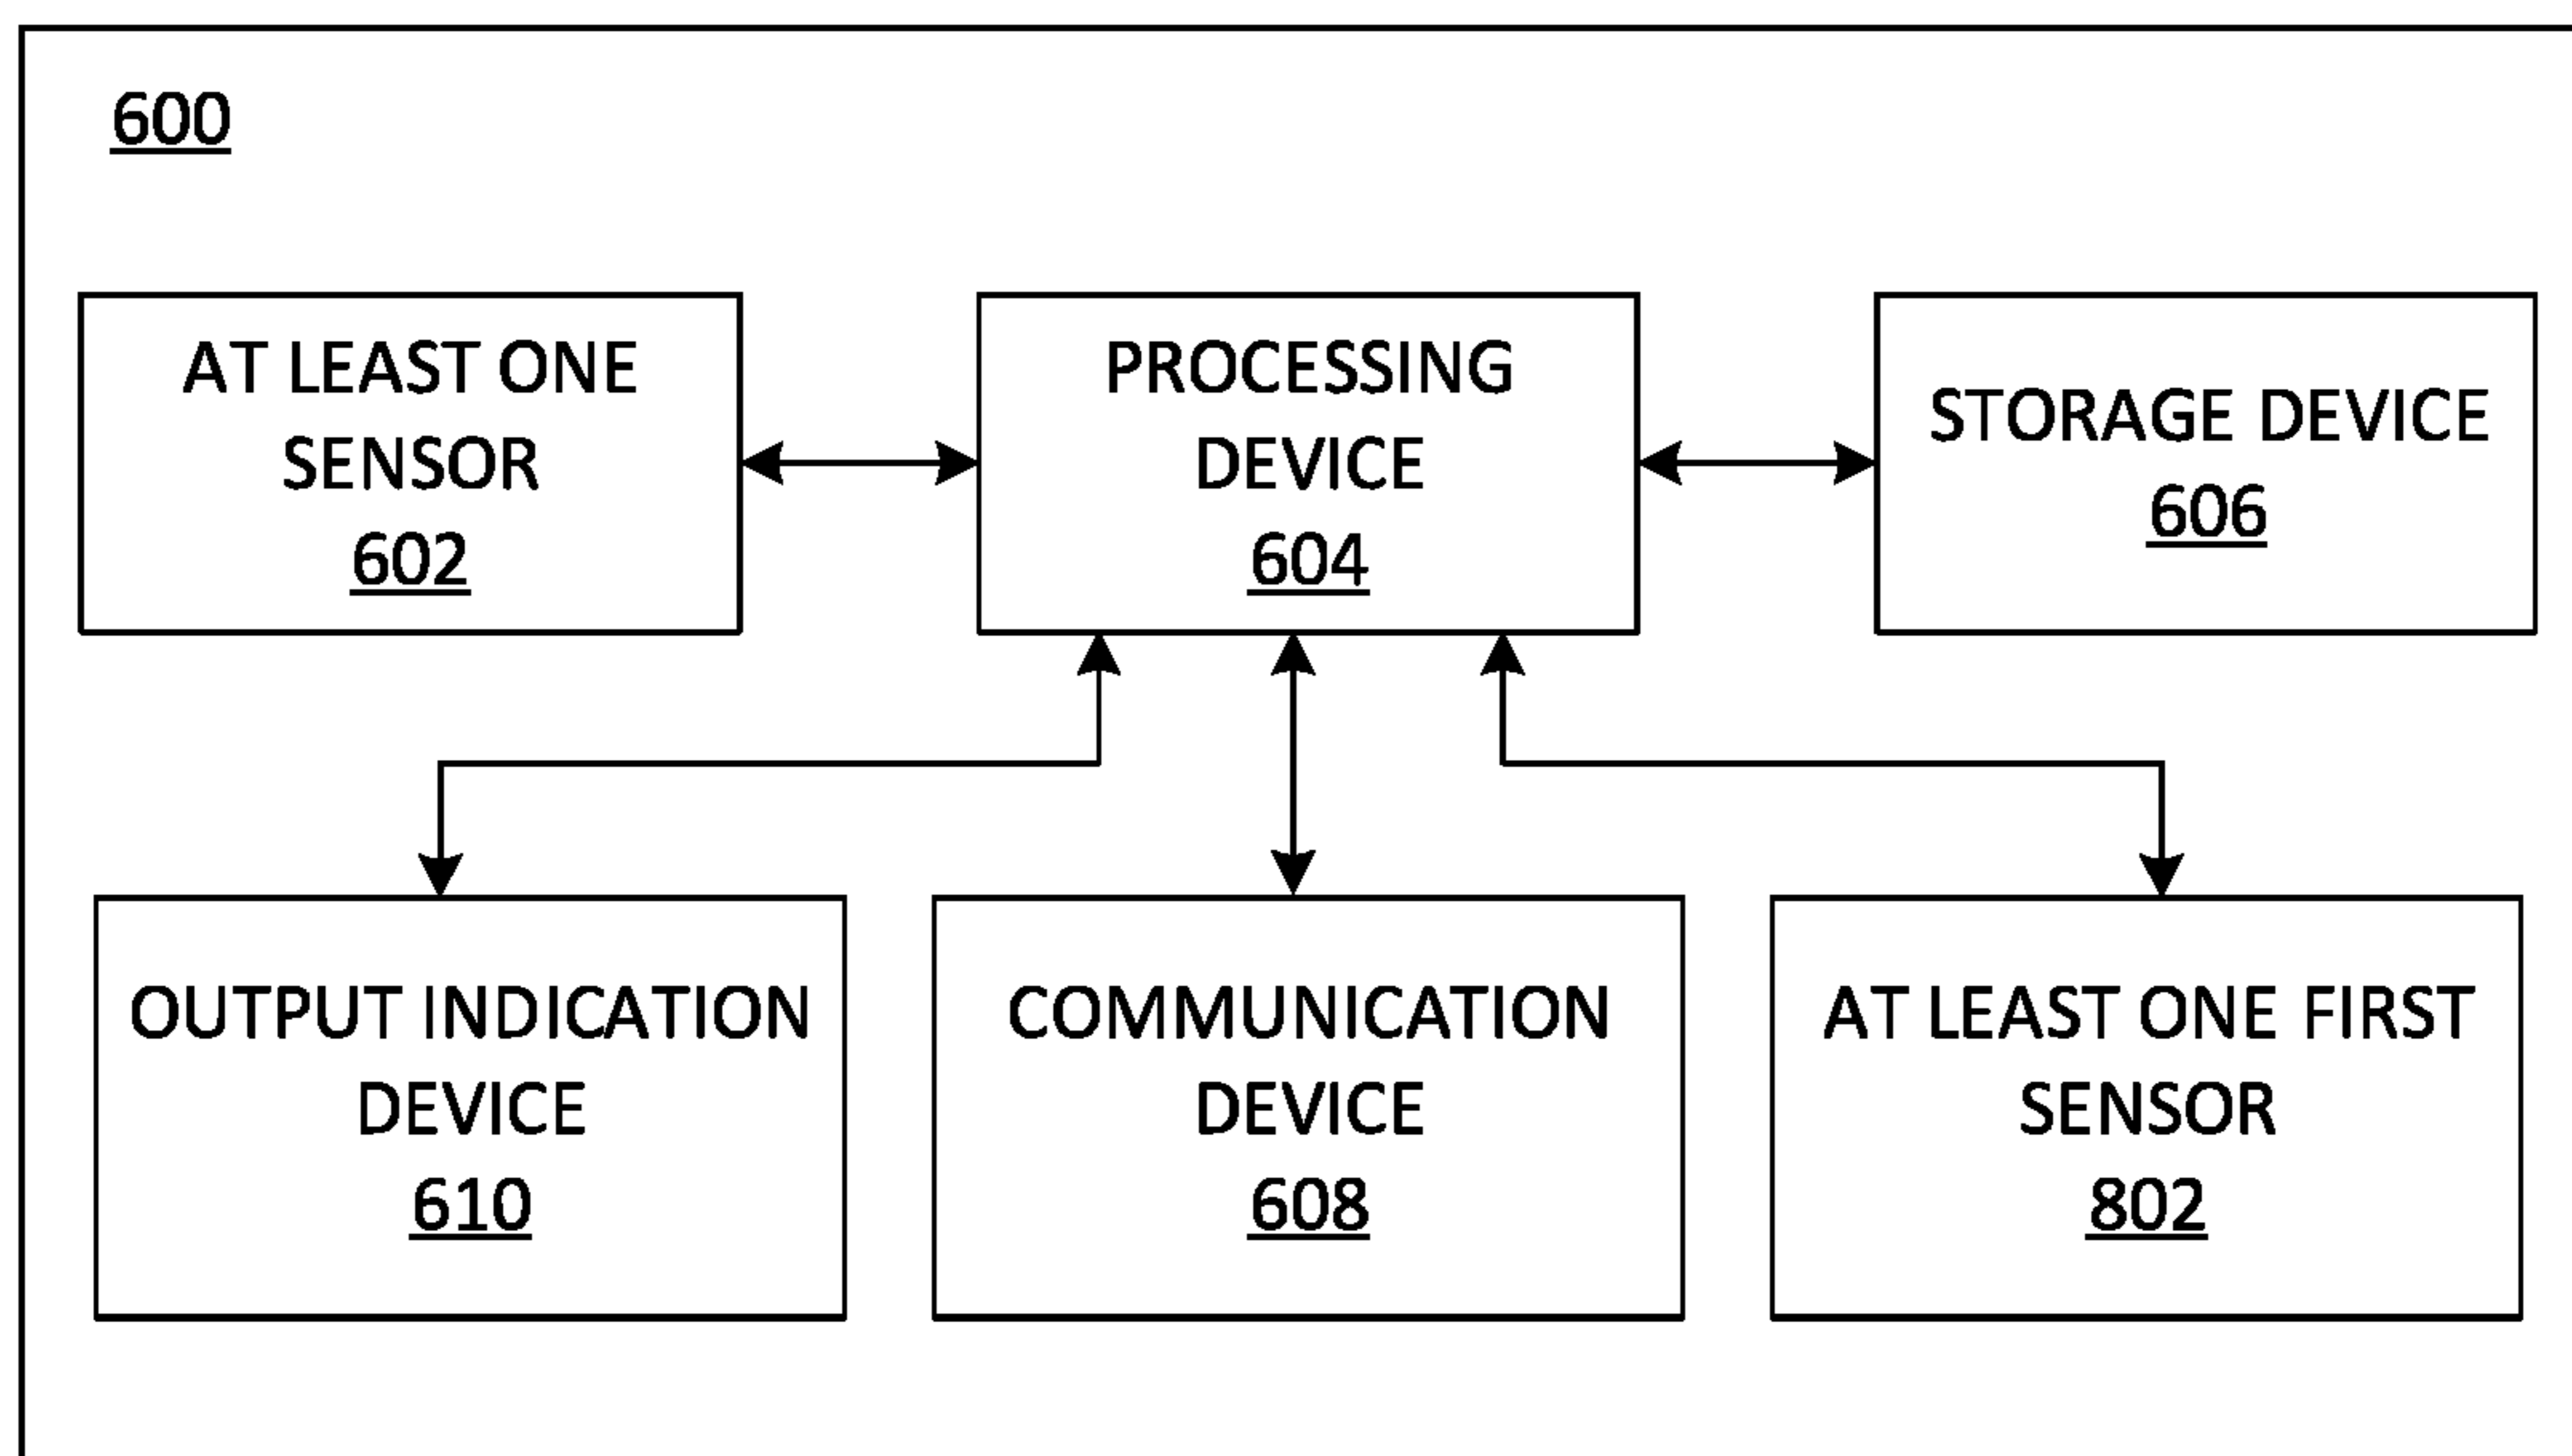 600
AT LEAST ONE
SENSOR
602
PROCESSING
DEVICE
604
STORAGE DEVICE
606
OUTPUT INDICATION
DEVICE
610
COMMUNICATION
DEVICE
608
AT LEAST ONE FIRST
SENSOR
802